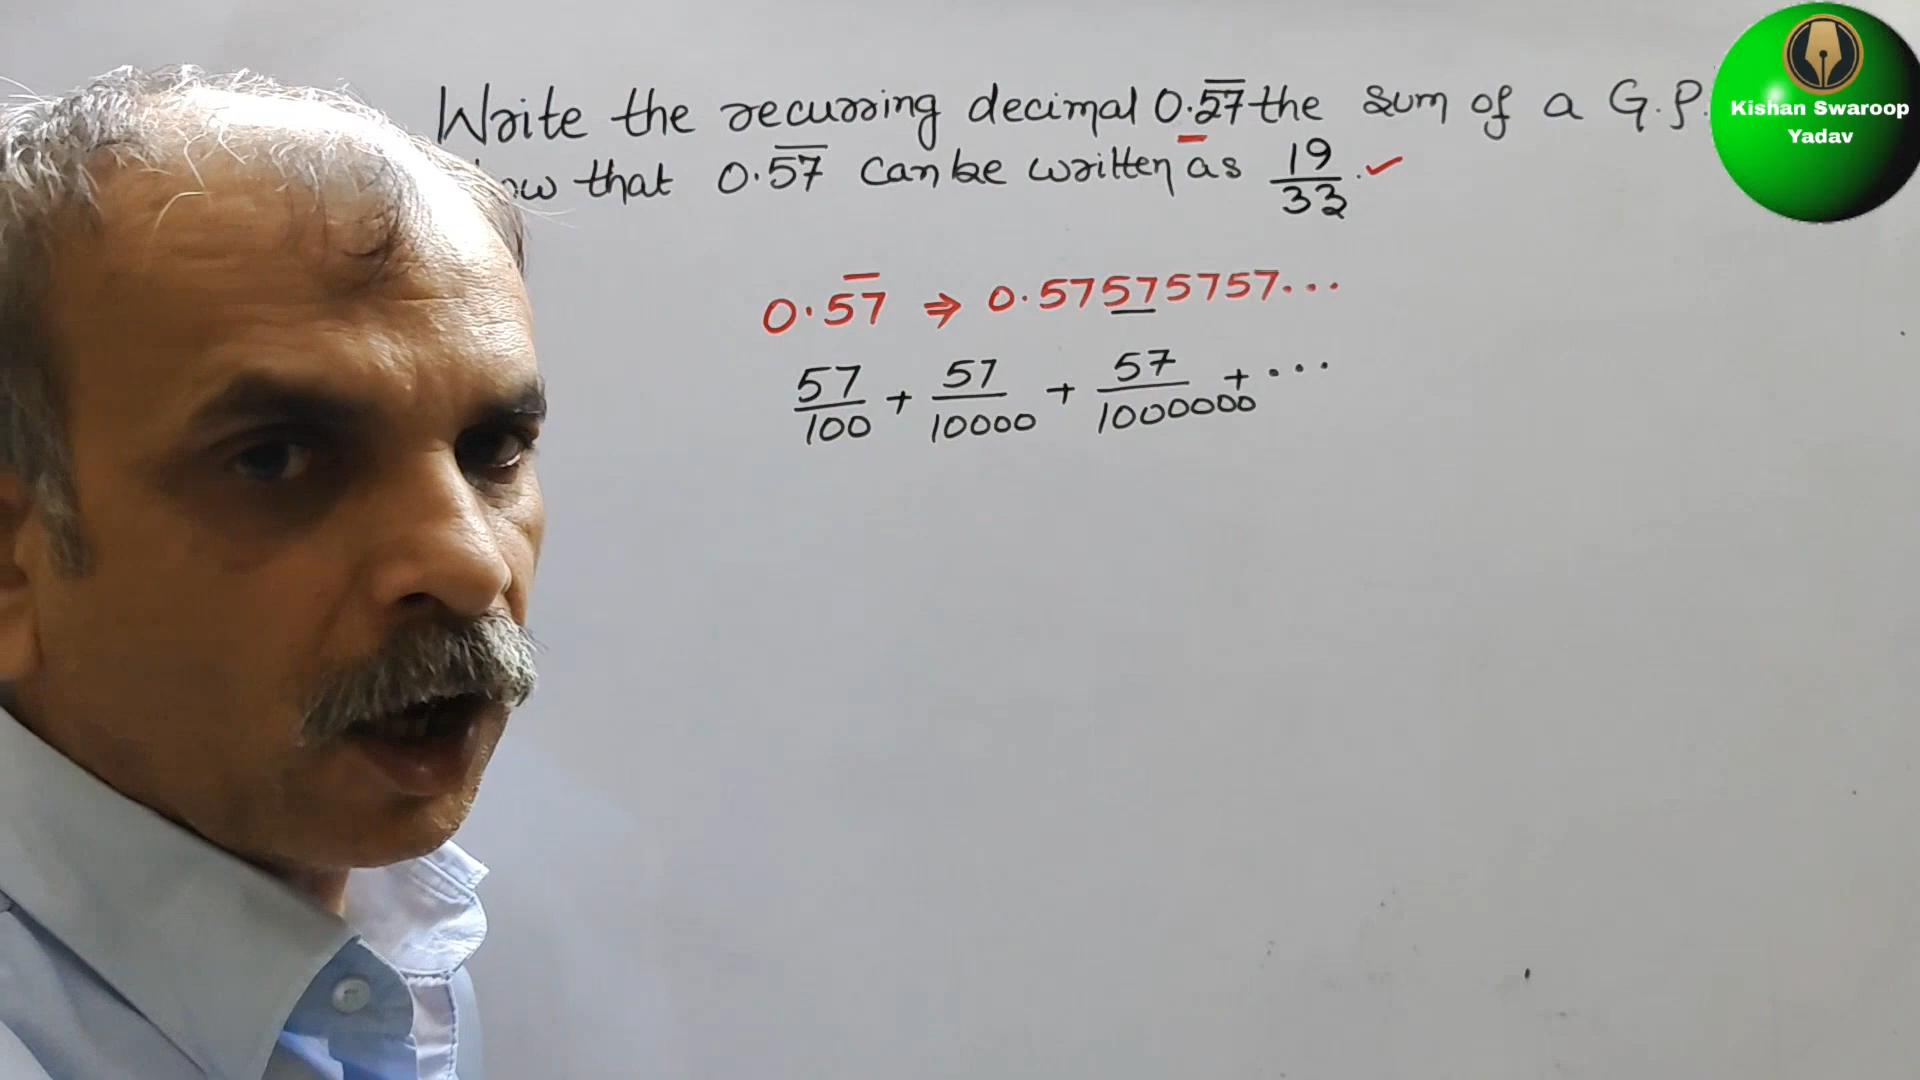 Write the recurring decimal 0.5̅7̅ the sum of a G.P.
that 0.5̅7̅ can be written as 19/33.
0.5̅7̅ ⇒ 0.57575757...
57/100 + 57/10000 + 57/1000000 + ...
Kishan Swaroop
Yadav